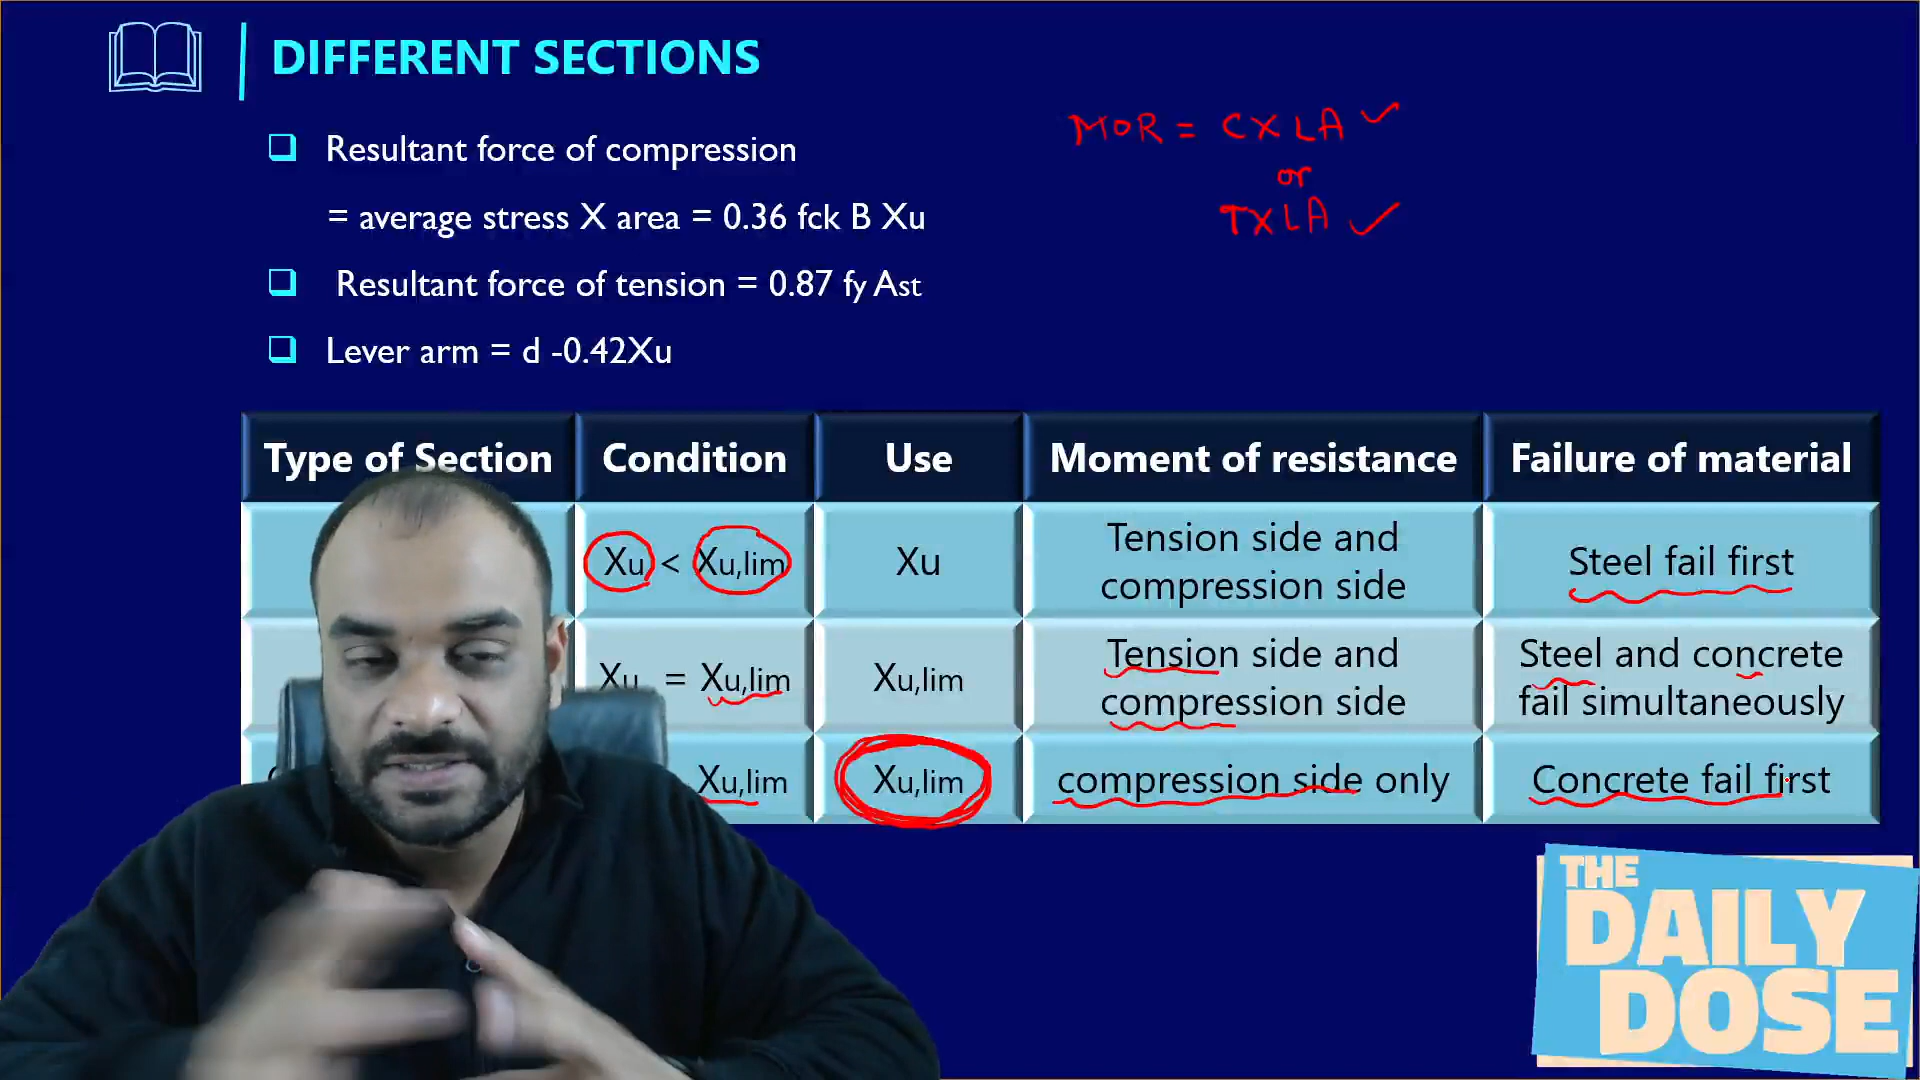 DIFFERENT SECTIONS
❑ Resultant force of compression
= average stress X area = 0.36 fck B Xu
❑ Resultant force of tension = 0.87 fy Ast
❑ Lever arm = d -0.42Xu
MOR = C X LA ✓
or
T X LA ✓
Type of Section Condition Use Moment of resistance Failure of material
Xu < Xu,lim Xu Tension side and compression side Steel fail first
Xu = Xu,lim Xu,lim Tension side and compression side Steel and concrete fail simultaneously
Xu,lim Xu,lim compression side only Concrete fail first
THE
DAILY
DOSE